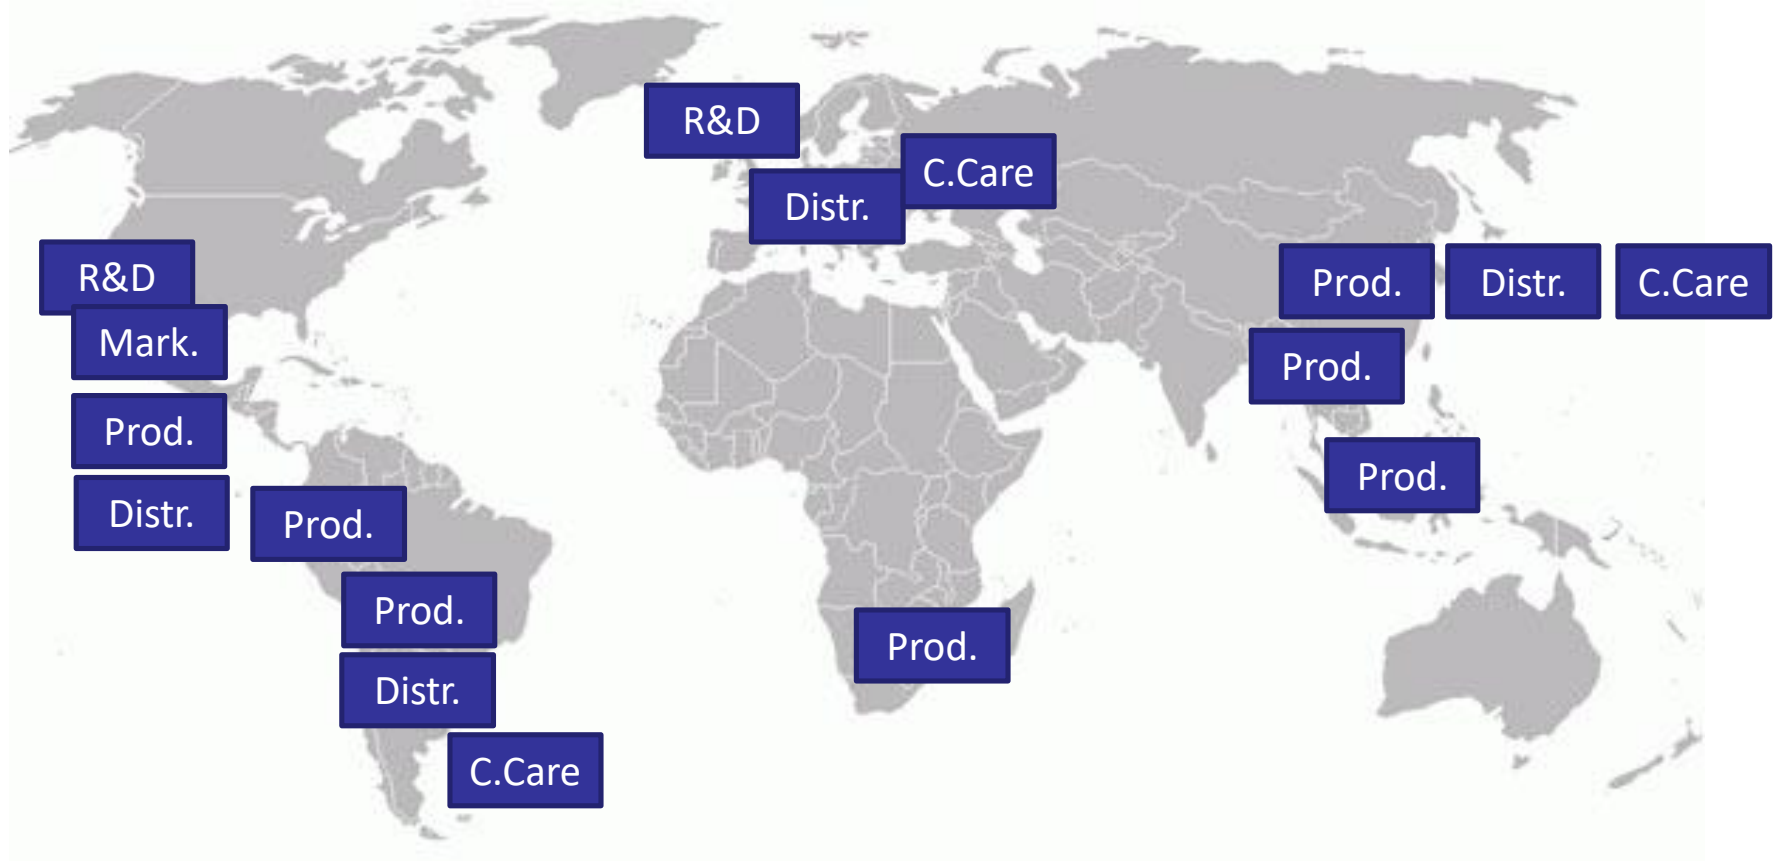 R&D
C.Care
Distr.
R&D
Mark.
Prod.
Distr.
Prod.
Prod.
Distr.
C.Care
Prod.
Prod.
Distr.
C.Care
Prod.
Prod.